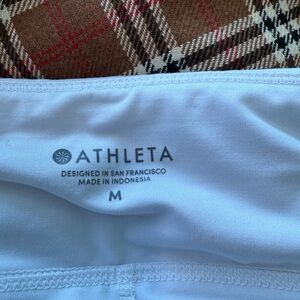 ATHLETA
DESIGNED IN SAN FRANCISCO
MADE IN INDONESIA
M